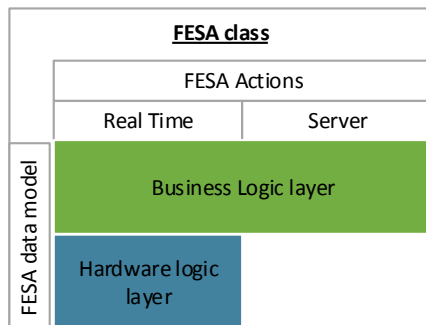 FESA class
FESA Actions
Real Time
Server
FESA data model
Business Logic layer
Hardware logic
layer